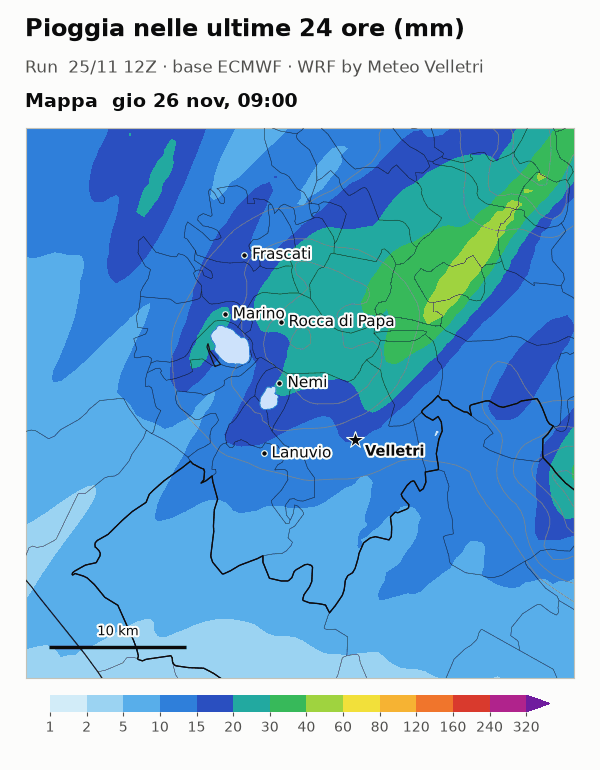 Pioggia nelle ultime 24 ore (mm)
Run  25/11 12Z · base ECMWF · WRF by Meteo Velletri
Mappa  gio 26 nov, 09:00
Frascati
Marino
Rocca di Papa
Nemi
Velletri
Lanuvio
10 km
1 2 5 10 15 20 30 40 60 80 120 160 240 320